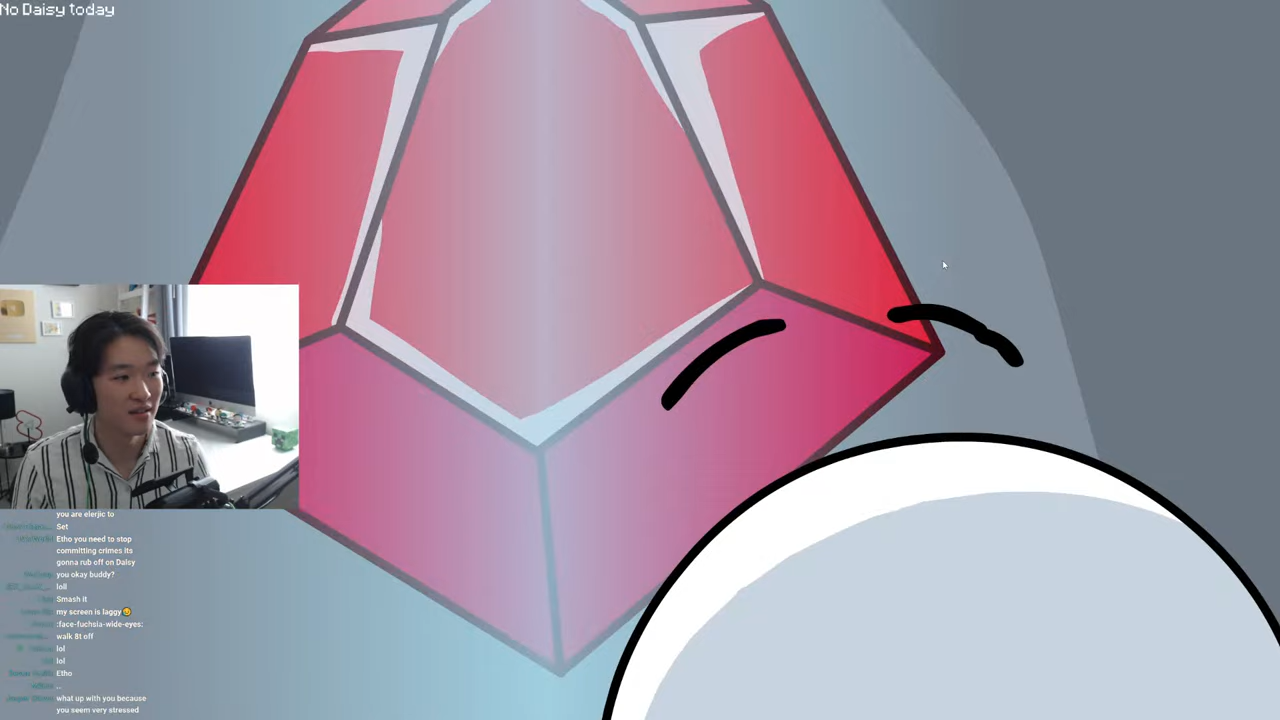 No Daisy today
you are elerjic to
Set
Etho you need to stop
committing crimes its
gonna rub off on Daisy
you okay buddy?
loll
Smash it
my screen is laggy
:face-fuchsia-wide-eyes:
walk 8t off
lol
lol
Etho
..
what up with you because
you seem very stressed